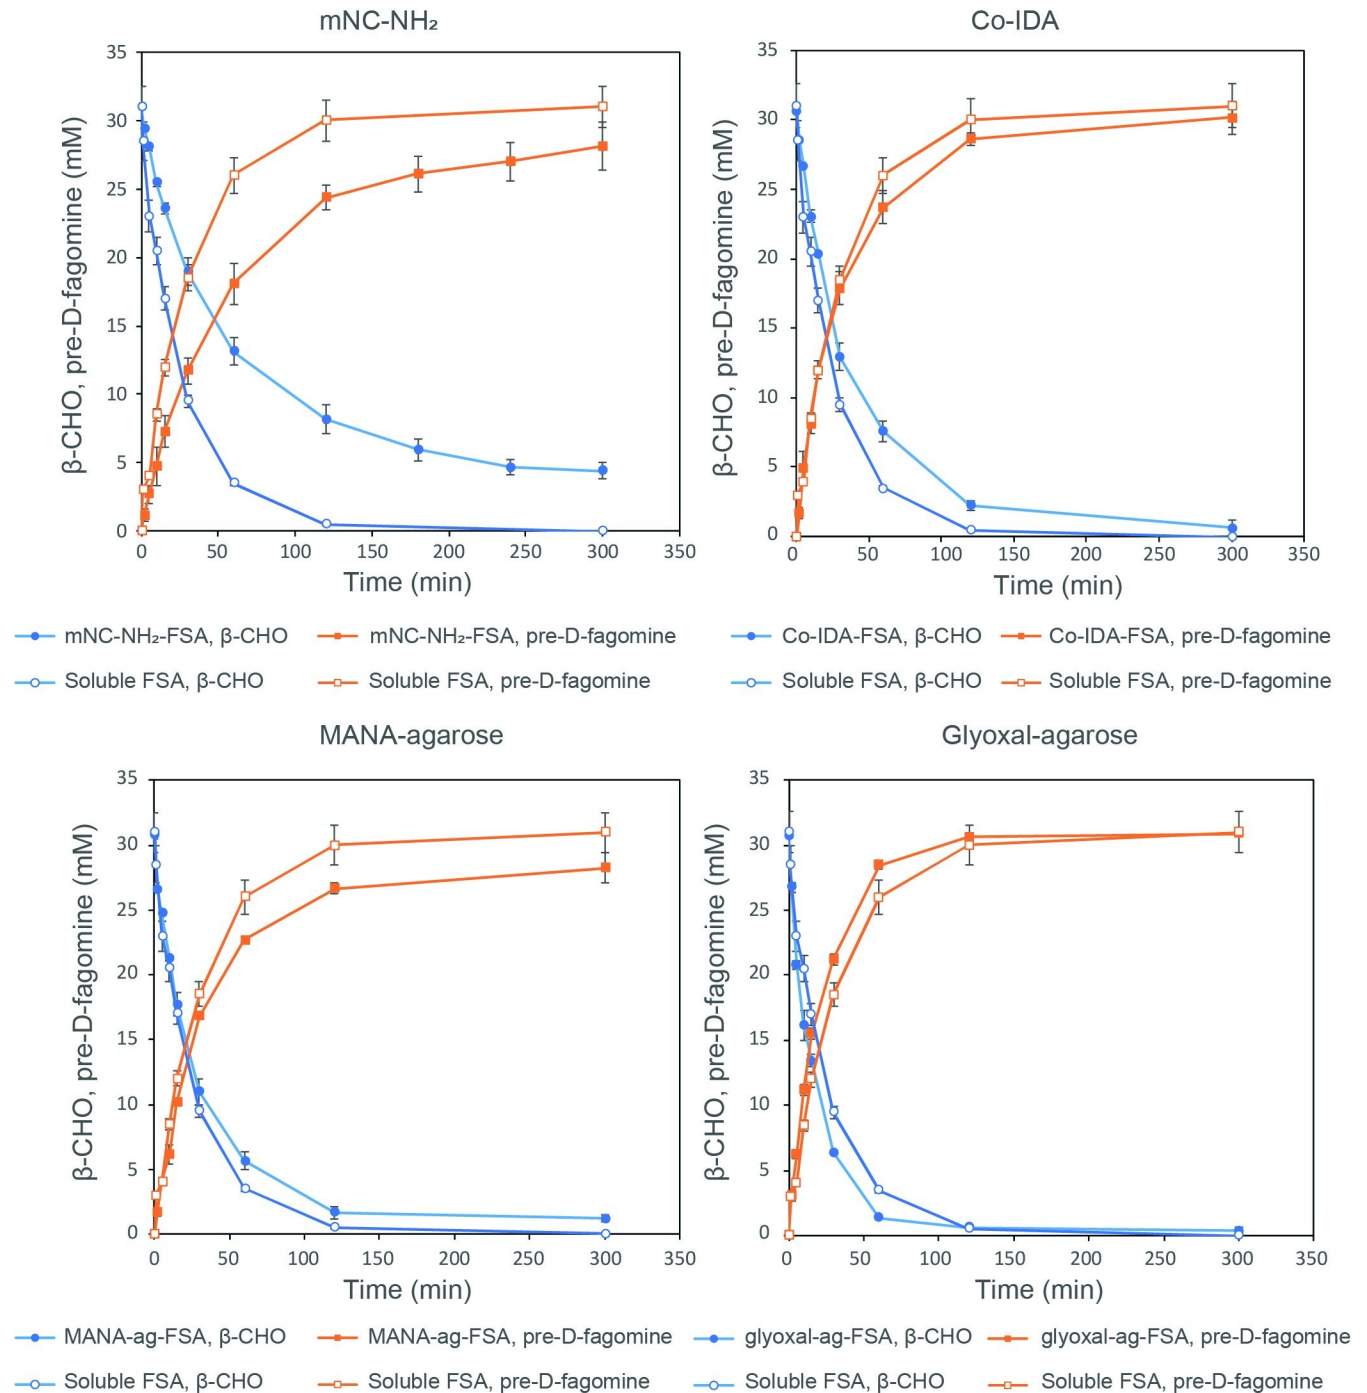 mNC-NH₂
Co-IDA
β-CHO, pre-D-fagomine (mM)
35
30
25
20
15
10
5
0
0 50 100 150 200 250 300 350
Time (min)
β-CHO, pre-D-fagomine (mM)
35
30
25
20
15
10
5
0
0 50 100 150 200 250 300 350
Time (min)
mNC-NH₂-FSA, β-CHO mNC-NH₂-FSA, pre-D-fagomine
Soluble FSA, β-CHO Soluble FSA, pre-D-fagomine
Co-IDA-FSA, β-CHO Co-IDA-FSA, pre-D-fagomine
Soluble FSA, β-CHO Soluble FSA, pre-D-fagomine
MANA-agarose
Glyoxal-agarose
β-CHO, pre-D-fagomine (mM)
35
30
25
20
15
10
5
0
0 50 100 150 200 250 300 350
Time (min)
β-CHO, pre-D-fagomine (mM)
35
30
25
20
15
10
5
0
0 50 100 150 200 250 300 350
Time (min)
MANA-ag-FSA, β-CHO MANA-ag-FSA, pre-D-fagomine
Soluble FSA, β-CHO Soluble FSA, pre-D-fagomine
glyoxal-ag-FSA, β-CHO glyoxal-ag-FSA, pre-D-fagomine
Soluble FSA, β-CHO Soluble FSA, pre-D-fagomine